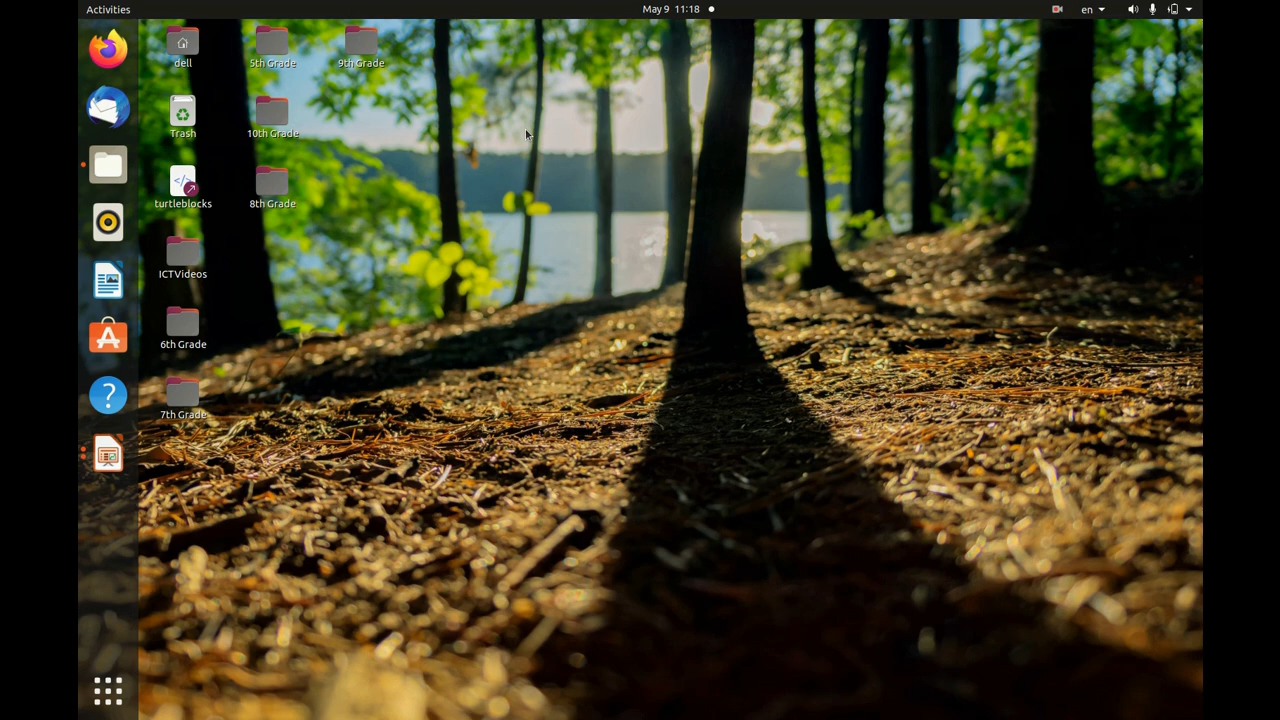 Activities
May 9 11:18
en
dell
5th Grade
9th Grade
Trash
10th Grade
turtleblocks
8th Grade
ICTVideos
6th Grade
7th Grade